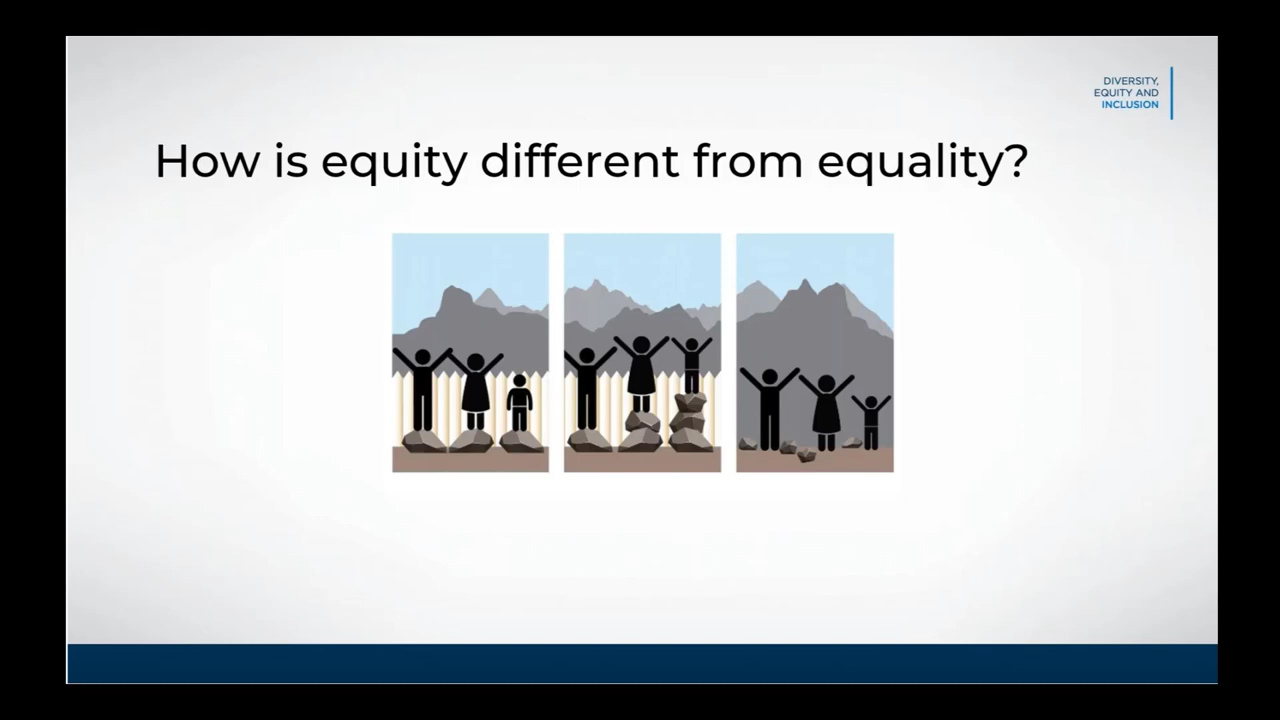 DIVERSITY,
EQUITY AND
INCLUSION
How is equity different from equality?